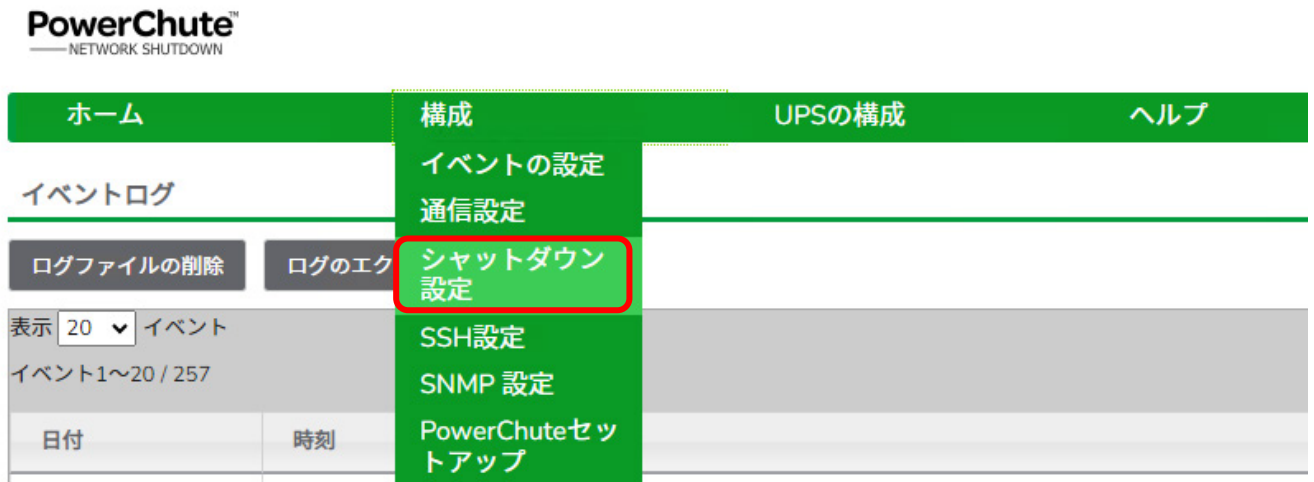 PowerChute™
NETWORK SHUTDOWN
ホーム 構成 UPSの構成 ヘルプ
イベントの設定
通信設定
シャットダウン
設定
SSH設定
SNMP 設定
PowerChuteセッ
トアップ
イベントログ
ログファイルの削除 ログのエク
表示 20 イベント
イベント1～20 / 257
日付 時刻